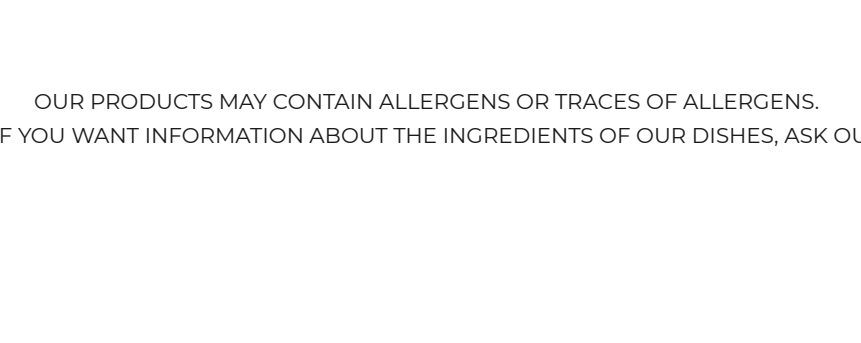 OUR PRODUCTS MAY CONTAIN ALLERGENS OR TRACES OF ALLERGENS.
F YOU WANT INFORMATION ABOUT THE INGREDIENTS OF OUR DISHES, ASK OU